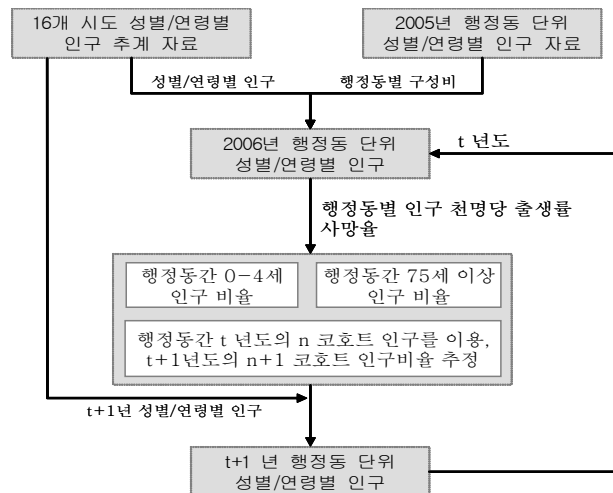 16개 시도 성별/연령별
인구 추계 자료
2005년 행정동 단위
성별/연령별 인구 자료
성별/연령별 인구
행정동별 구성비
2006년 행정동 단위
성별/연령별 인구
t 년도
행정동별 인구 천명당 출생률
사망율
행정동간 0-4세
인구 비율
행정동간 75세 이상
인구 비율
행정동간 t 년도의 n 코호트 인구를 이용,
t+1년도의 n+1 코호트 인구비율 추정
t+1년 성별/연령별 인구
t+1 년 행정동 단위
성별/연령별 인구